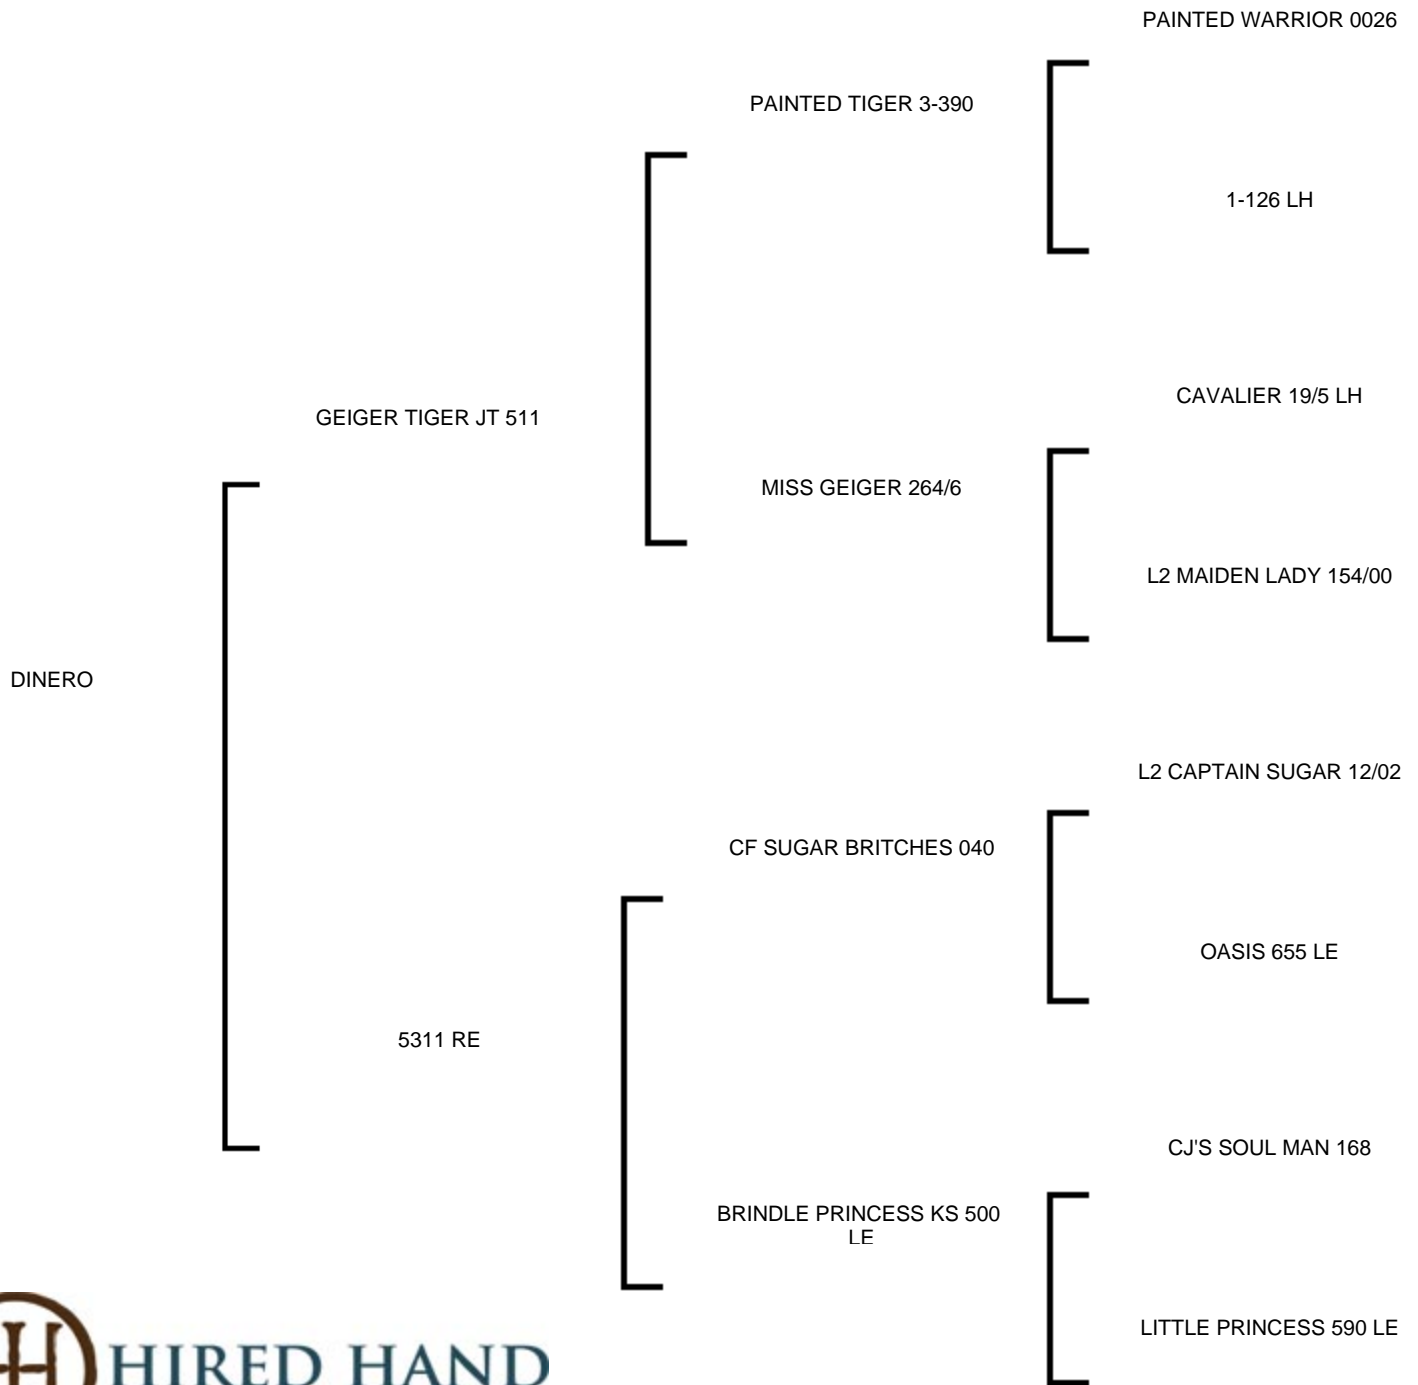 PAINTED WARRIOR 0026
PAINTED TIGER 3-390
1-126 LH
CAVALIER 19/5 LH
GEIGER TIGER JT 511
MISS GEIGER 264/6
L2 MAIDEN LADY 154/00
DINERO
L2 CAPTAIN SUGAR 12/02
CF SUGAR BRITCHES 040
OASIS 655 LE
5311 RE
CJ'S SOUL MAN 168
BRINDLE PRINCESS KS 500
LE
LITTLE PRINCESS 590 LE
H HIRED HAND